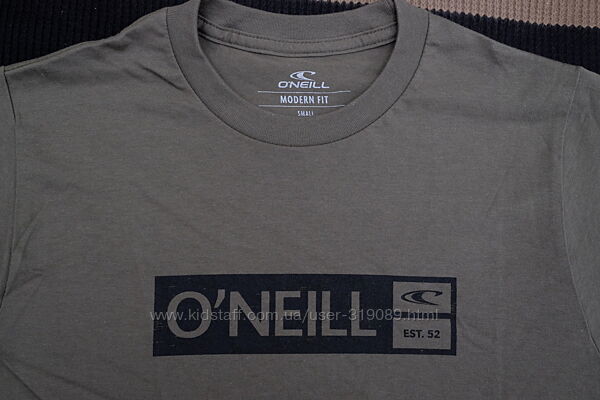 O'NEILL
MODERN FIT
SMALL
O'NEILL
EST. 52
www.kidstaff.com.ua/user-319089.html